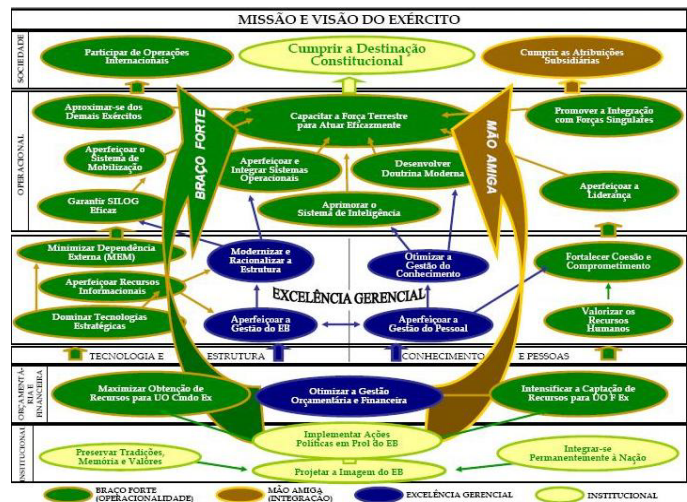 MISSÃO E VISÃO DO EXÉRCITO
SOCIEDADE
Participar de Operações
Internacionais
Cumprir a Destinação
Constitucional
Cumprir as Atribuições
Subsidiárias
OPERACIONAL
Aproximar-se dos
Demais Exércitos
Capacitar a Força Terrestre
para Atuar Eficazmente
Promover a Integração
com Forças Singulares
BRAÇO FORTE
MÃO AMIGA
Aperfeiçoar o
Sistema de
Mobilização
Aperfeiçoar e
Integrar Sistemas
Operacionais
Desenvolver
Doutrina Moderna
Aperfeiçoar a
Liderança
Garantir SILOG
Eficaz
Aprimorar o
Sistema de Inteligência
Minimizar Dependência
Externa (MEM)
Modernizar e
Racionalizar a
Estrutura
Otimizar a
Gestão do
Conhecimento
Fortalecer Coesão e
Comprometimento
Aperfeiçoar Recursos
Informacionais
EXCELÊNCIA GERENCIAL
Dominar Tecnologias
Estratégicas
Aperfeiçoar a
Gestão do EB
Aperfeiçoar a
Gestão do Pessoal
Valorizar os
Recursos
Humanos
TECNOLOGIA E ESTRUTURA
CONHECIMENTO E PESSOAS
ORÇAMENTÁ-
RIA E
FINANCEIRA
Maximizar Obtenção de
Recursos para UO Cmdo Ex
Otimizar a Gestão
Orçamentária e Financeira
Intensificar a Captação de
Recursos para UO F Ex
INSTITUCIONAL
Implementar Ações
Políticas em Prol do EB
Preservar Tradições,
Memória e Valores
Integrar-se
Permanentemente à Nação
Projetar a Imagem do EB
BRAÇO FORTE
(OPERACIONALIDADE)
MÃO AMIGA
(INTEGRAÇÃO)
EXCELÊNCIA GERENCIAL
INSTITUCIONAL